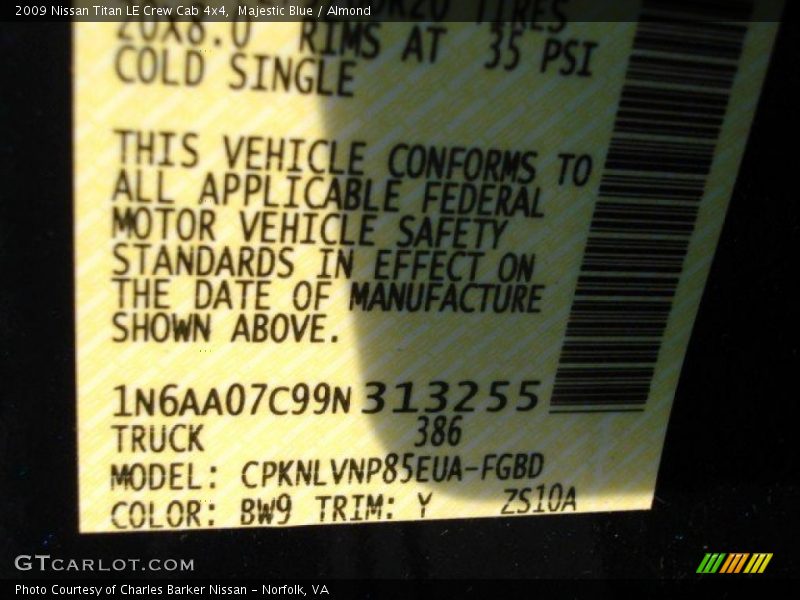 2009 Nissan Titan LE Crew Cab 4x4, Majestic Blue / Almond
TIRES
20X8.0 RIMS AT 35 PSI
COLD SINGLE
THIS VEHICLE CONFORMS TO
ALL APPLICABLE FEDERAL
MOTOR VEHICLE SAFETY
STANDARDS IN EFFECT ON
THE DATE OF MANUFACTURE
SHOWN ABOVE.
1N6AA07C99N313255
TRUCK 386
MODEL: CPKNLVNP85EUA-FGBD
COLOR: BW9 TRIM: Y ZS10A
GTCARLOT.COM
Photo Courtesy of Charles Barker Nissan - Norfolk, VA